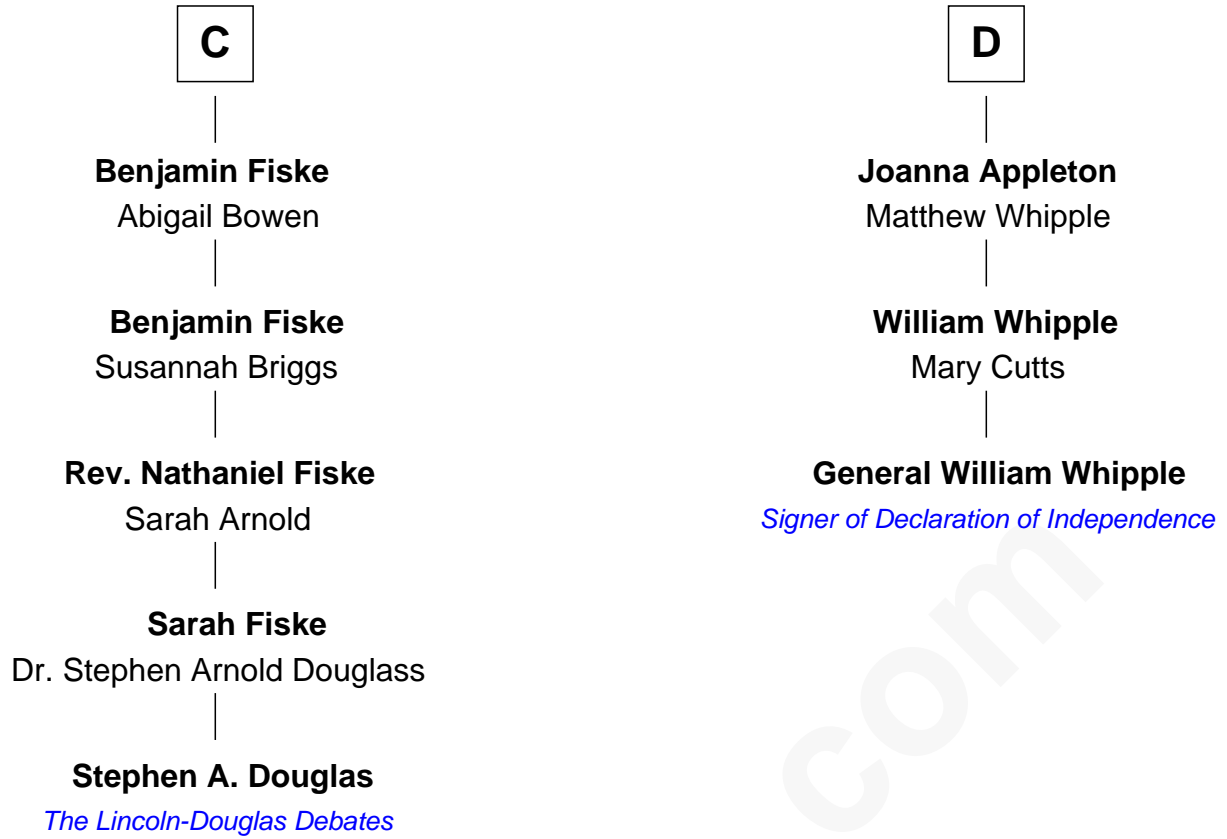 C
Benjamin Fiske
Abigail Bowen
Benjamin Fiske
Susannah Briggs
Rev. Nathaniel Fiske
Sarah Arnold
Sarah Fiske
Dr. Stephen Arnold Douglass
Stephen A. Douglas
The Lincoln-Douglas Debates
D
Joanna Appleton
Matthew Whipple
William Whipple
Mary Cutts
General William Whipple
Signer of Declaration of Independence
com